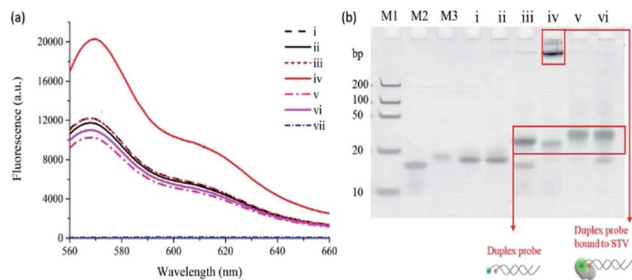 (a)
20000
16000
12000
8000
4000
0
Fluorescence (a.u.)
i
ii
iii
iv
v
vi
vii
560 580 600 620 640 660
Wavelength (nm)
(b)
M1 M2 M3 i ii iii iv v vi
bp
200
100
50
20
10
Duplex probe
Duplex probe
bound to STV